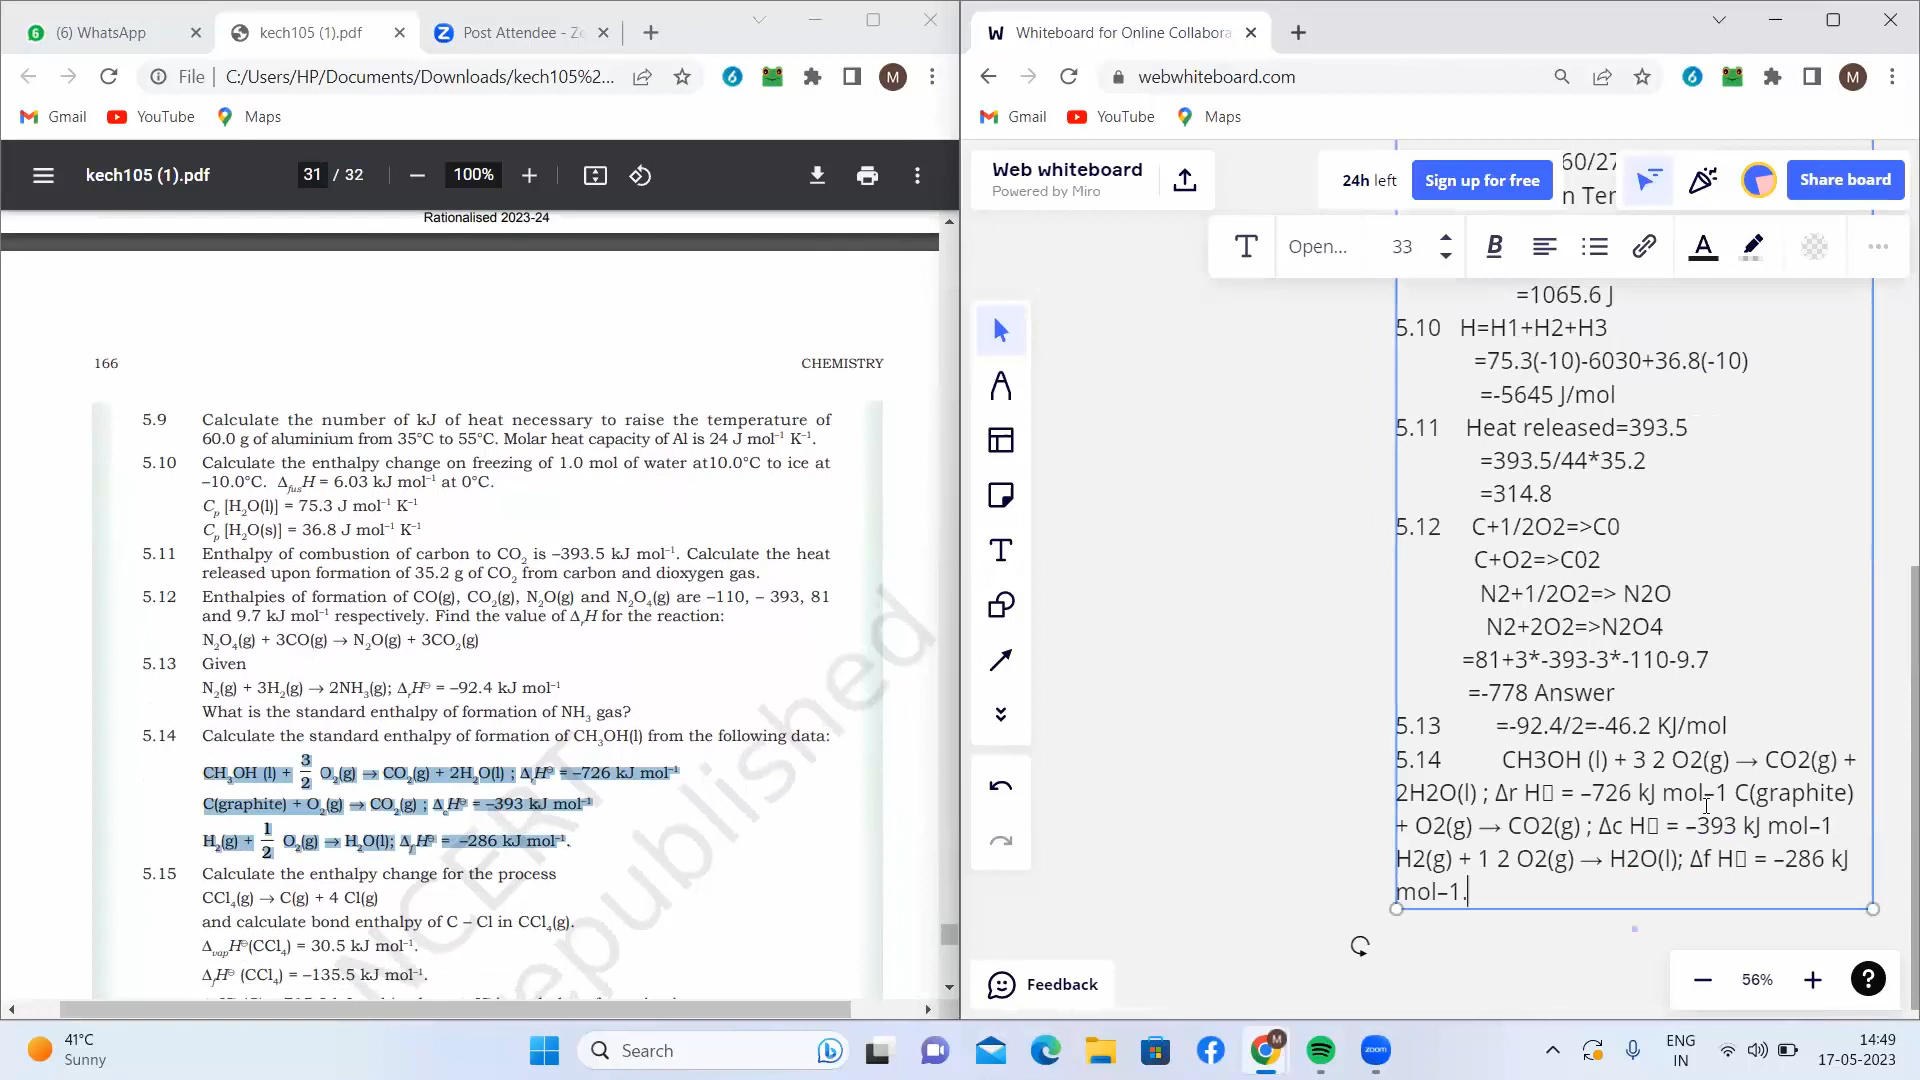 (6) WhatsApp
kech105 (1).pdf
Post Attendee - Zo
File
C:/Users/HP/Documents/Downloads/kech105%2...
M
Gmail
YouTube
Maps
kech105 (1).pdf
31 / 32
100%
Rationalised 2023-24
166
CHEMISTRY
5.9 Calculate the number of kJ of heat necessary to raise the temperature of
60.0 g of aluminium from 35°C to 55°C. Molar heat capacity of Al is 24 J mol⁻¹ K⁻¹.
5.10 Calculate the enthalpy change on freezing of 1.0 mol of water at10.0°C to ice at
–10.0°C. ΔfusH = 6.03 kJ mol⁻¹ at 0°C.
Cp [H₂O(l)] = 75.3 J mol⁻¹ K⁻¹
Cp [H₂O(s)] = 36.8 J mol⁻¹ K⁻¹
5.11 Enthalpy of combustion of carbon to CO₂ is –393.5 kJ mol⁻¹. Calculate the heat
released upon formation of 35.2 g of CO₂ from carbon and dioxygen gas.
5.12 Enthalpies of formation of CO(g), CO₂(g), N₂O(g) and N₂O₄(g) are –110, – 393, 81
and 9.7 kJ mol⁻¹ respectively. Find the value of ΔrH for the reaction:
N₂O₄(g) + 3CO(g) → N₂O(g) + 3CO₂(g)
5.13 Given
N₂(g) + 3H₂(g) → 2NH₃(g); ΔrH⊖ = –92.4 kJ mol⁻¹
What is the standard enthalpy of formation of NH₃ gas?
5.14 Calculate the standard enthalpy of formation of CH₃OH(l) from the following data:
CH₃OH (l) + 3/2 O₂(g) → CO₂(g) + 2H₂O(l) ; ΔrH⊖ = –726 kJ mol⁻¹
C(graphite) + O₂(g) → CO₂(g) ; ΔcH⊖ = –393 kJ mol⁻¹
H₂(g) + 1/2 O₂(g) → H₂O(l); ΔfH⊖ = –286 kJ mol⁻¹.
5.15 Calculate the enthalpy change for the process
CCl₄(g) → C(g) + 4 Cl(g)
and calculate bond enthalpy of C – Cl in CCl₄(g).
ΔvapH⊖(CCl₄) = 30.5 kJ mol⁻¹.
ΔfH⊖ (CCl₄) = –135.5 kJ mol⁻¹.
NCERT
republished
Whiteboard for Online Collabora
webwhiteboard.com
M
Gmail
YouTube
Maps
Web whiteboard
Powered by Miro
24h left
Sign up for free
Share board
60/27
n Ter
Open...
33
=1065.6 J
5.10 H=H1+H2+H3
=75.3(-10)-6030+36.8(-10)
=-5645 J/mol
5.11 Heat released=393.5
=393.5/44*35.2
=314.8
5.12 C+1/2O2=>C0
C+O2=>C02
N2+1/2O2=> N2O
N2+2O2=>N2O4
=81+3*-393-3*-110-9.7
=-778 Answer
5.13 =-92.4/2=-46.2 KJ/mol
5.14 CH3OH (l) + 3 2 O2(g) → CO2(g) +
2H2O(l) ; Δr H▯ = –726 kJ mol–1 C(graphite)
+ O2(g) → CO2(g) ; Δc H▯ = –393 kJ mol–1
H2(g) + 1 2 O2(g) → H2O(l); Δf H▯ = –286 kJ
mol–1.
Feedback
56%
41°C
Sunny
Search
zoom
ENG
IN
14:49
17-05-2023